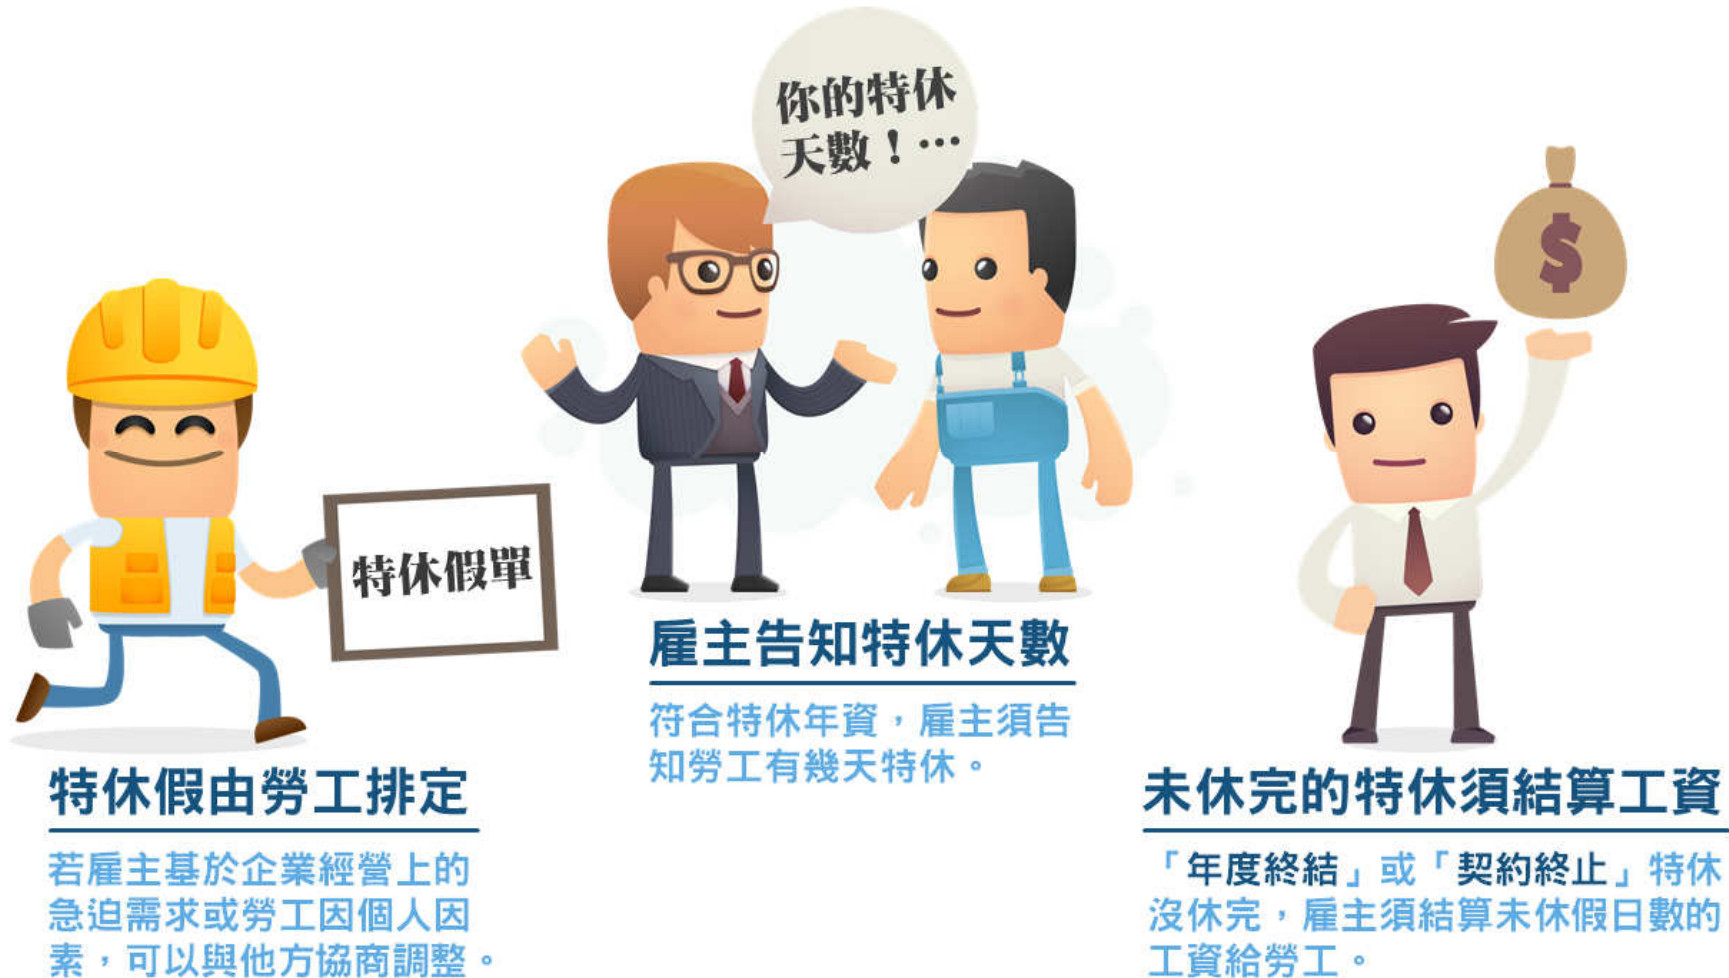 你的特休
天數！…
特休假單
特休假由勞工排定
若雇主基於企業經營上的
急迫需求或勞工因個人因
素，可以與他方協商調整。
雇主告知特休天數
符合特休年資，雇主須告
知勞工有幾天特休。
$
未休完的特休須結算工資
「年度終結」或「契約終止」特休
沒休完，雇主須結算未休假日數的
工資給勞工。